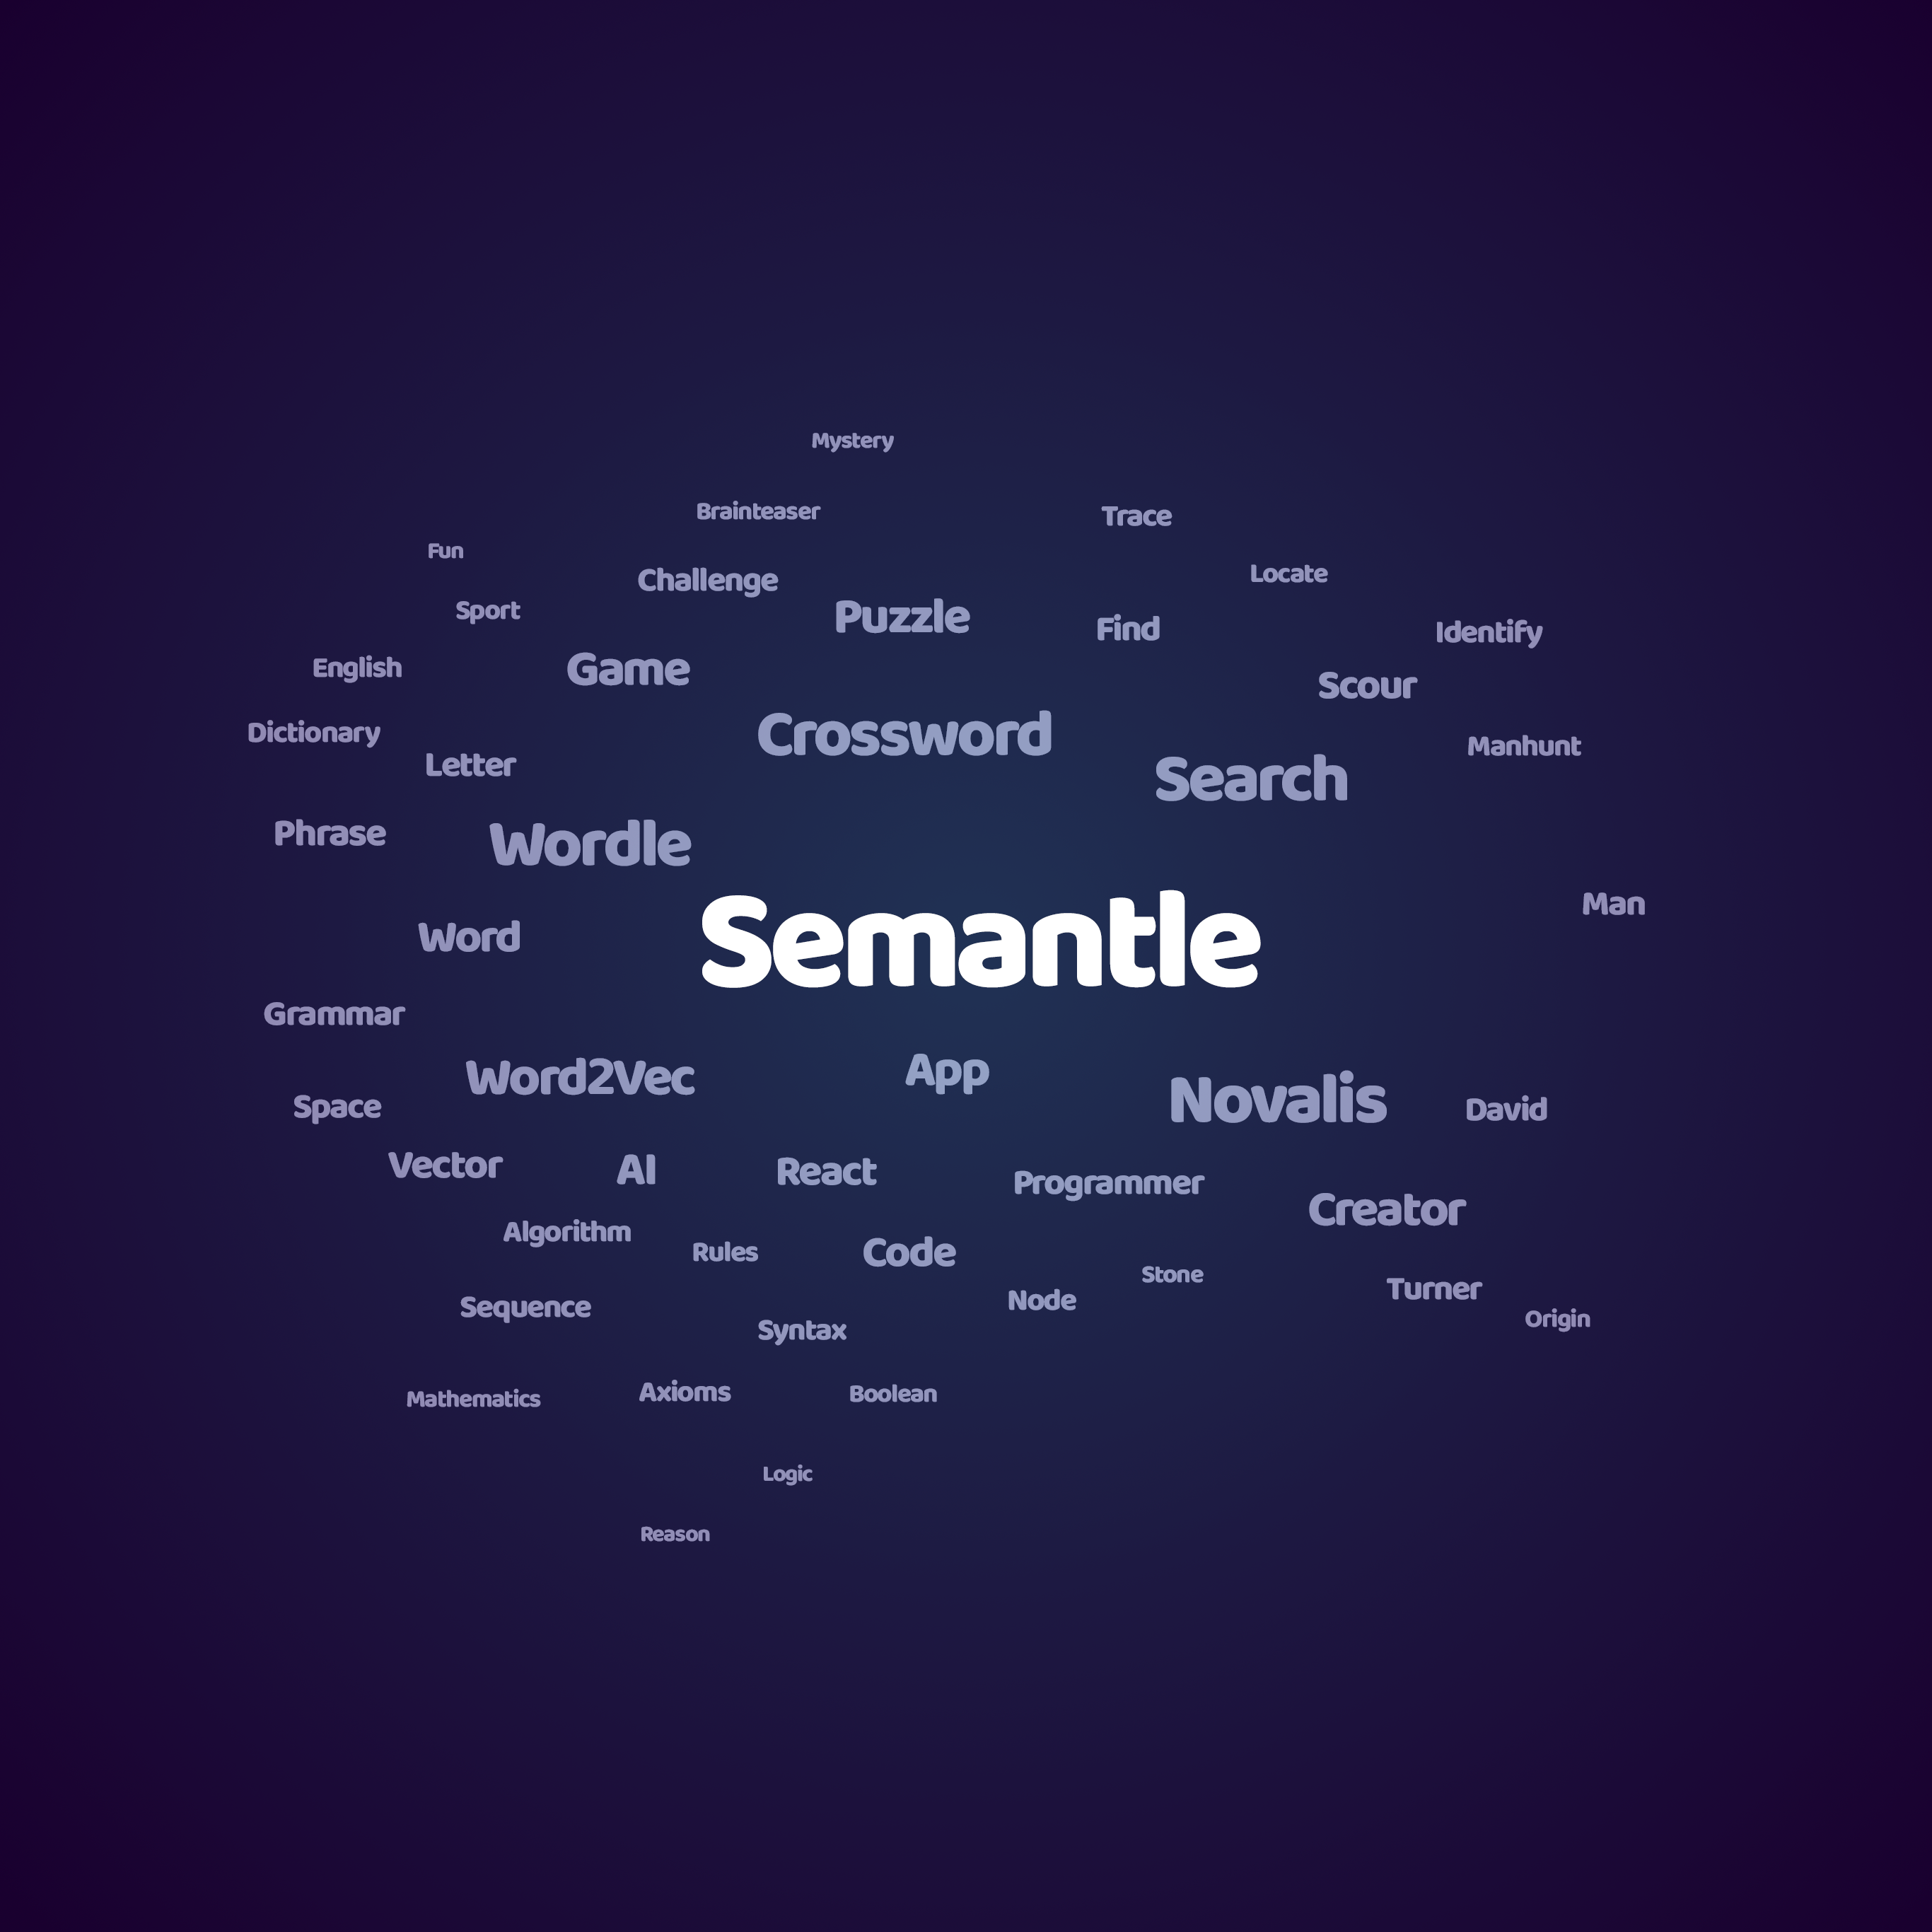 Mystery
Brainteaser
Trace
Fun
Locate
Challenge
Sport
Puzzle
Find
Identify
English
Game
Scour
Dictionary
Crossword
Manhunt
Letter
Search
Phrase
Wordle
Man
Word
Semantle
Grammar
Word2Vec
App
Novalis
Space
David
Vector
AI
React
Programmer
Creator
Algorithm
Rules
Code
Stone
Turner
Sequence
Node
Origin
Syntax
Mathematics
Axioms
Boolean
Logic
Reason